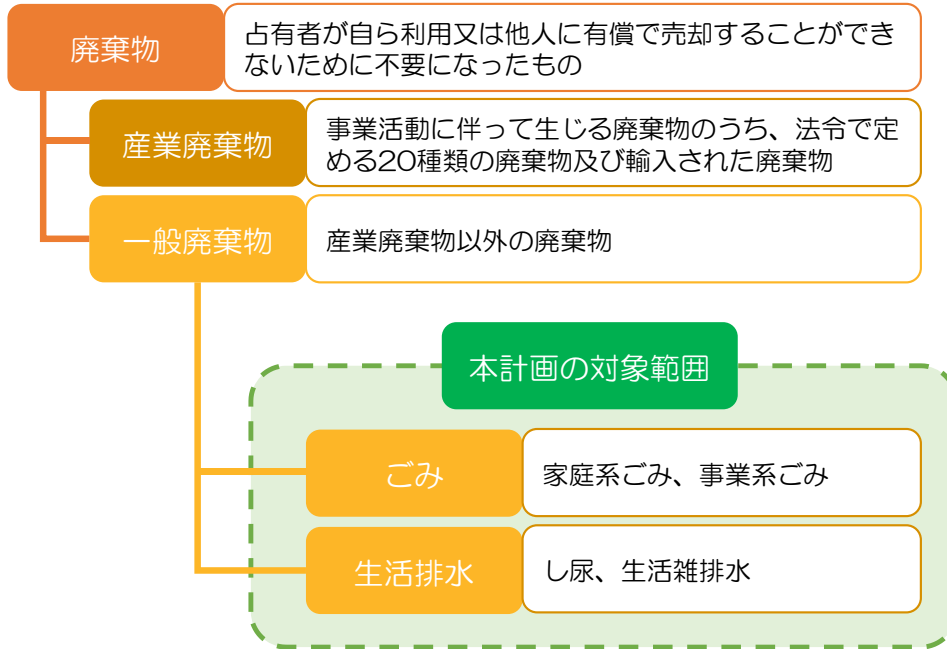 廃棄物
占有者が自ら利用又は他人に有償で売却することができ
ないために不要になったもの
産業廃棄物
事業活動に伴って生じる廃棄物のうち、法令で定
める20種類の廃棄物及び輸入された廃棄物
一般廃棄物
産業廃棄物以外の廃棄物
本計画の対象範囲
ごみ
家庭系ごみ、事業系ごみ
生活排水
し尿、生活雑排水